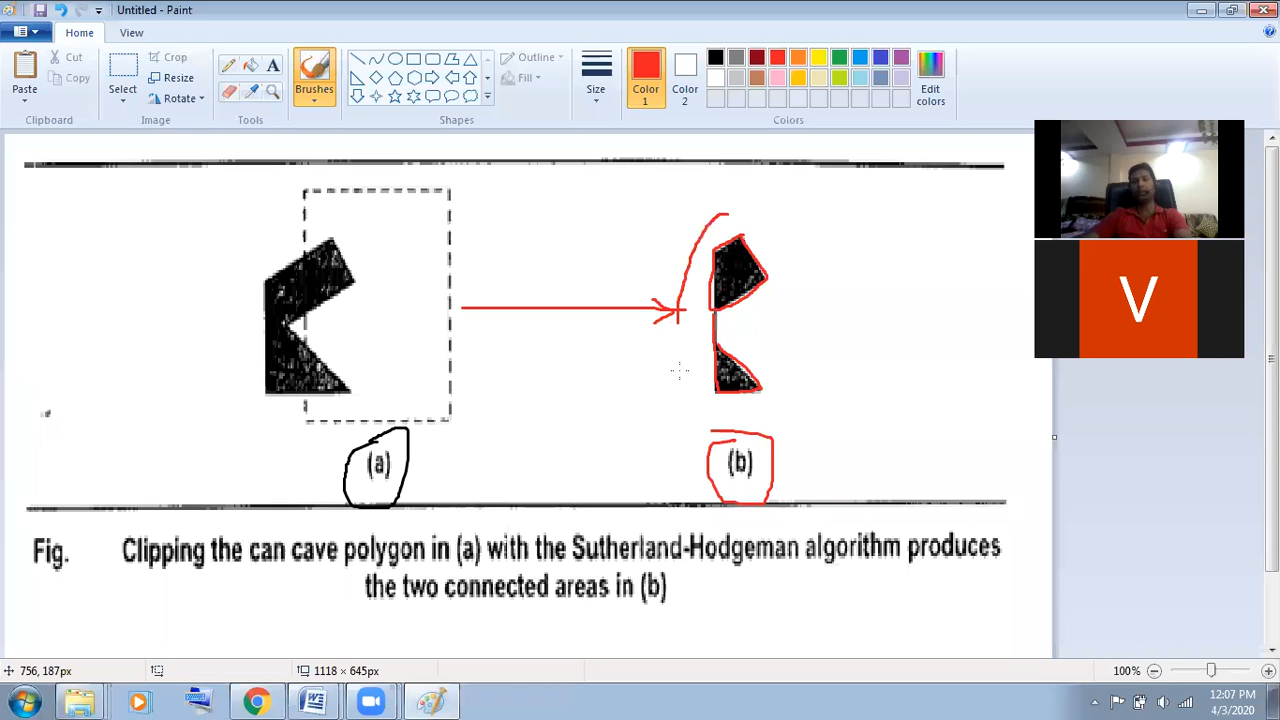 Untitled - Paint
Home View
Paste
Cut
Copy
Clipboard
Select
Crop
Resize
Rotate
Image
A
Tools
Brushes
Outline
Fill
Shapes
Size
Color 1
Color 2
Edit colors
Colors
V
(a) (b)
Fig. Clipping the can cave polygon in (a) with the Sutherland-Hodgeman algorithm produces
the two connected areas in (b)
756, 187px 1118 × 645px 100%
W
12:07 PM
4/3/2020